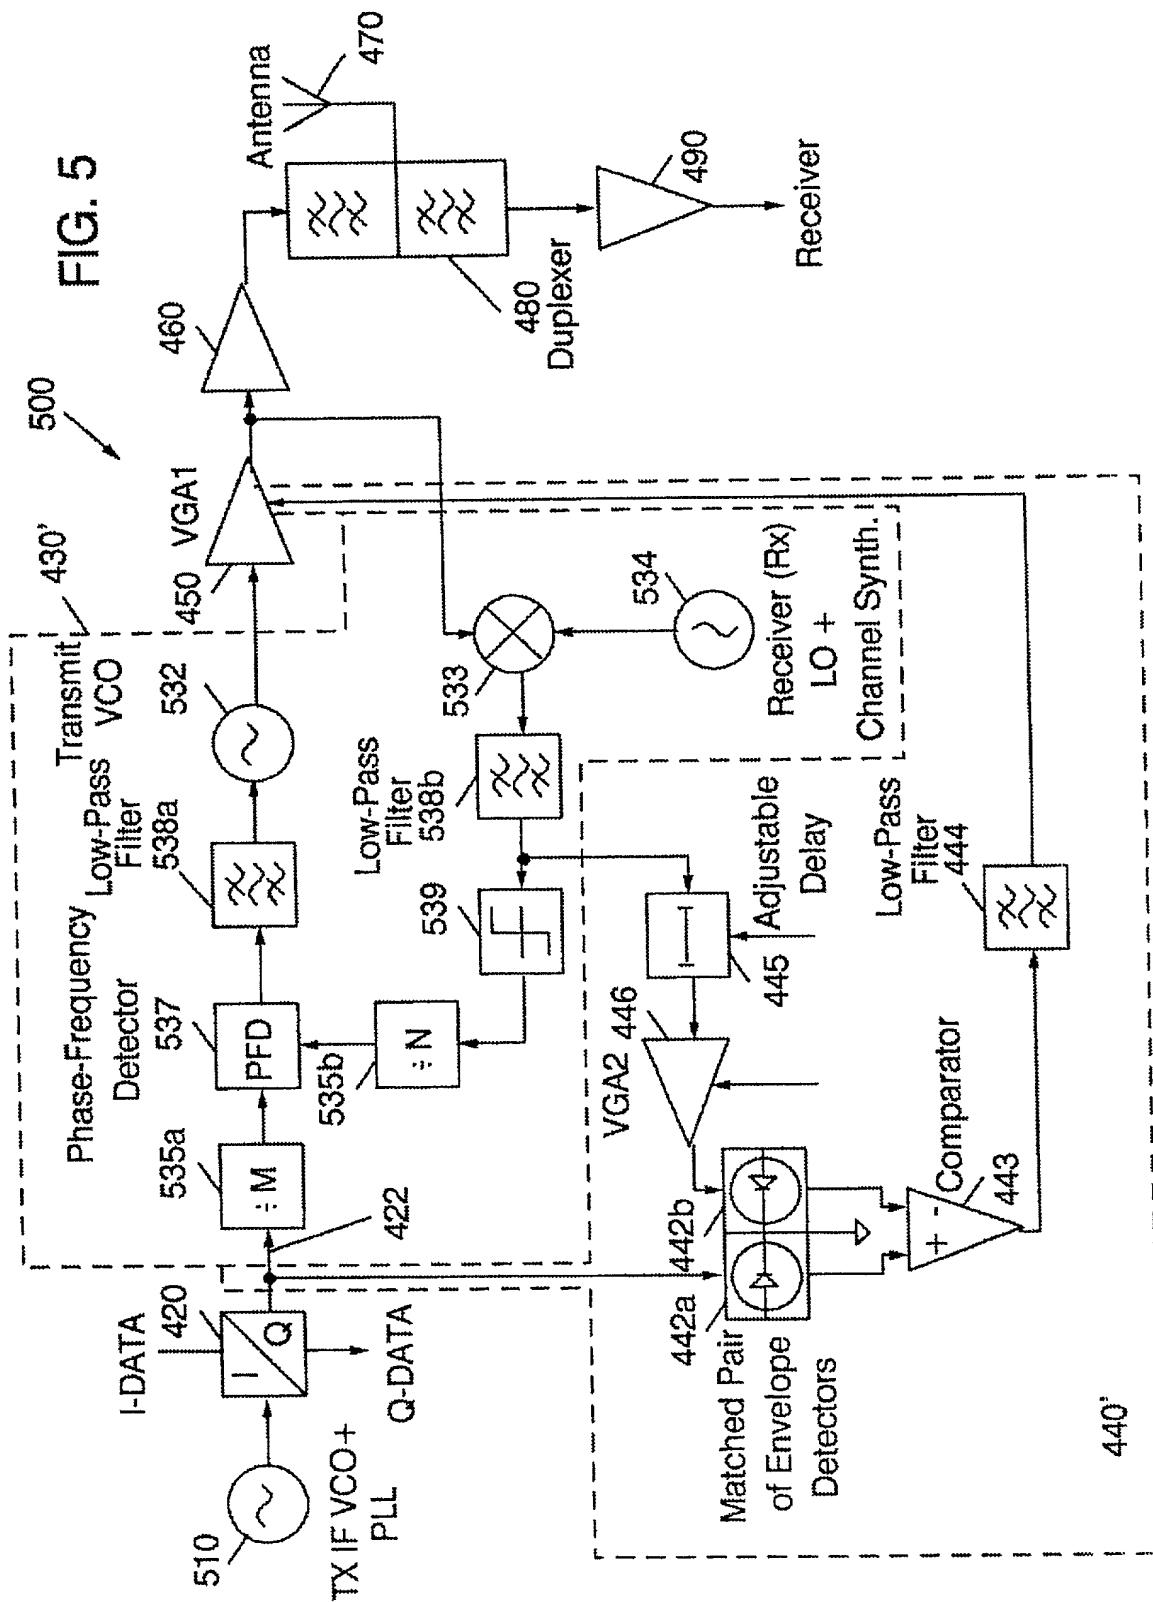 FIG. 5
500
430'
Transmit
VCO
532
VGA1
450
460
Antenna
470
480
Duplexer
490
Receiver
Low-Pass
Filter
538a
Phase-Frequency
Detector
537
PFD
535a
÷M
422
I-DATA
420
I
Q
Q-DATA
510
TX IF VCO+
PLL
535b
÷N
539
Low-Pass
Filter
538b
533
534
Receiver (Rx)
LO +
Channel Synth.
Adjustable
Delay
445
VGA2
446
442a
442b
Matched Pair
of Envelope
Detectors
+
-
Comparator
443
Low-Pass
Filter
444
440'